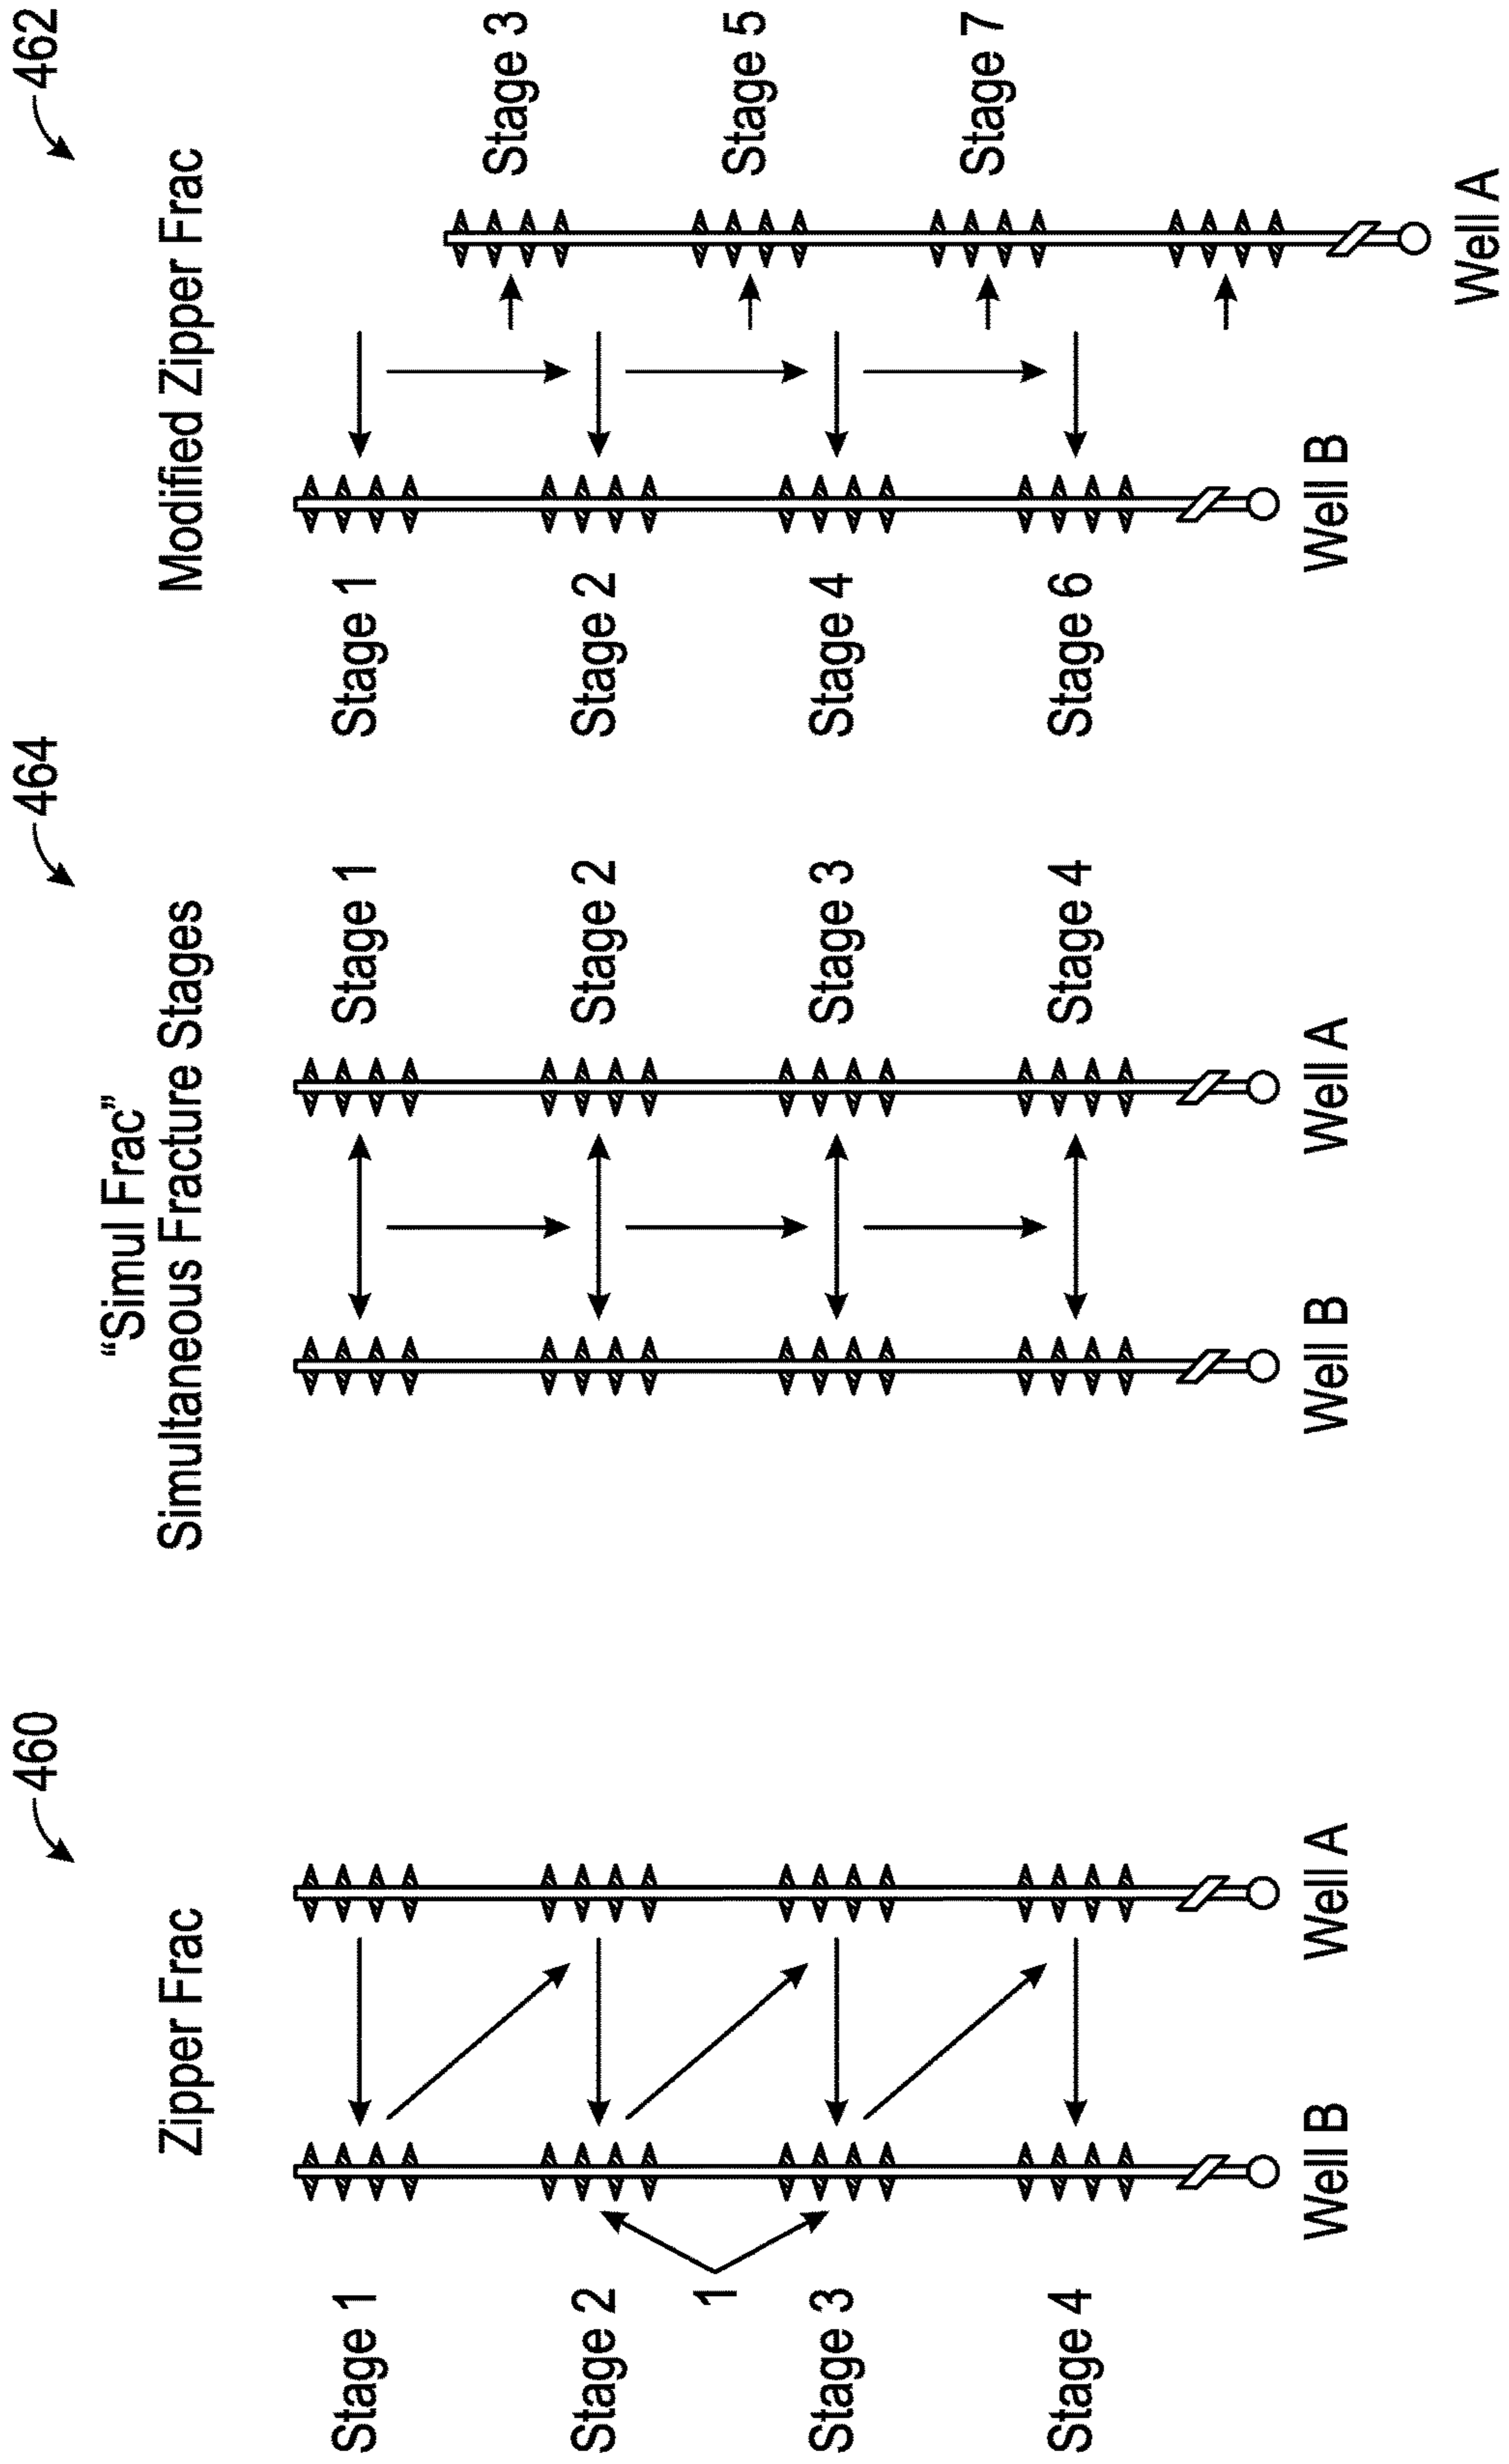 460
Zipper Frac
Stage 1
Stage 2
1
Stage 3
Stage 4
Well B
Well A
464
“Simul Frac”
Simultaneous Fracture Stages
Stage 1
Stage 2
Stage 3
Stage 4
Well B
Well A
462
Modified Zipper Frac
Stage 1
Stage 2
Stage 4
Stage 6
Stage 3
Stage 5
Stage 7
Well B
Well A